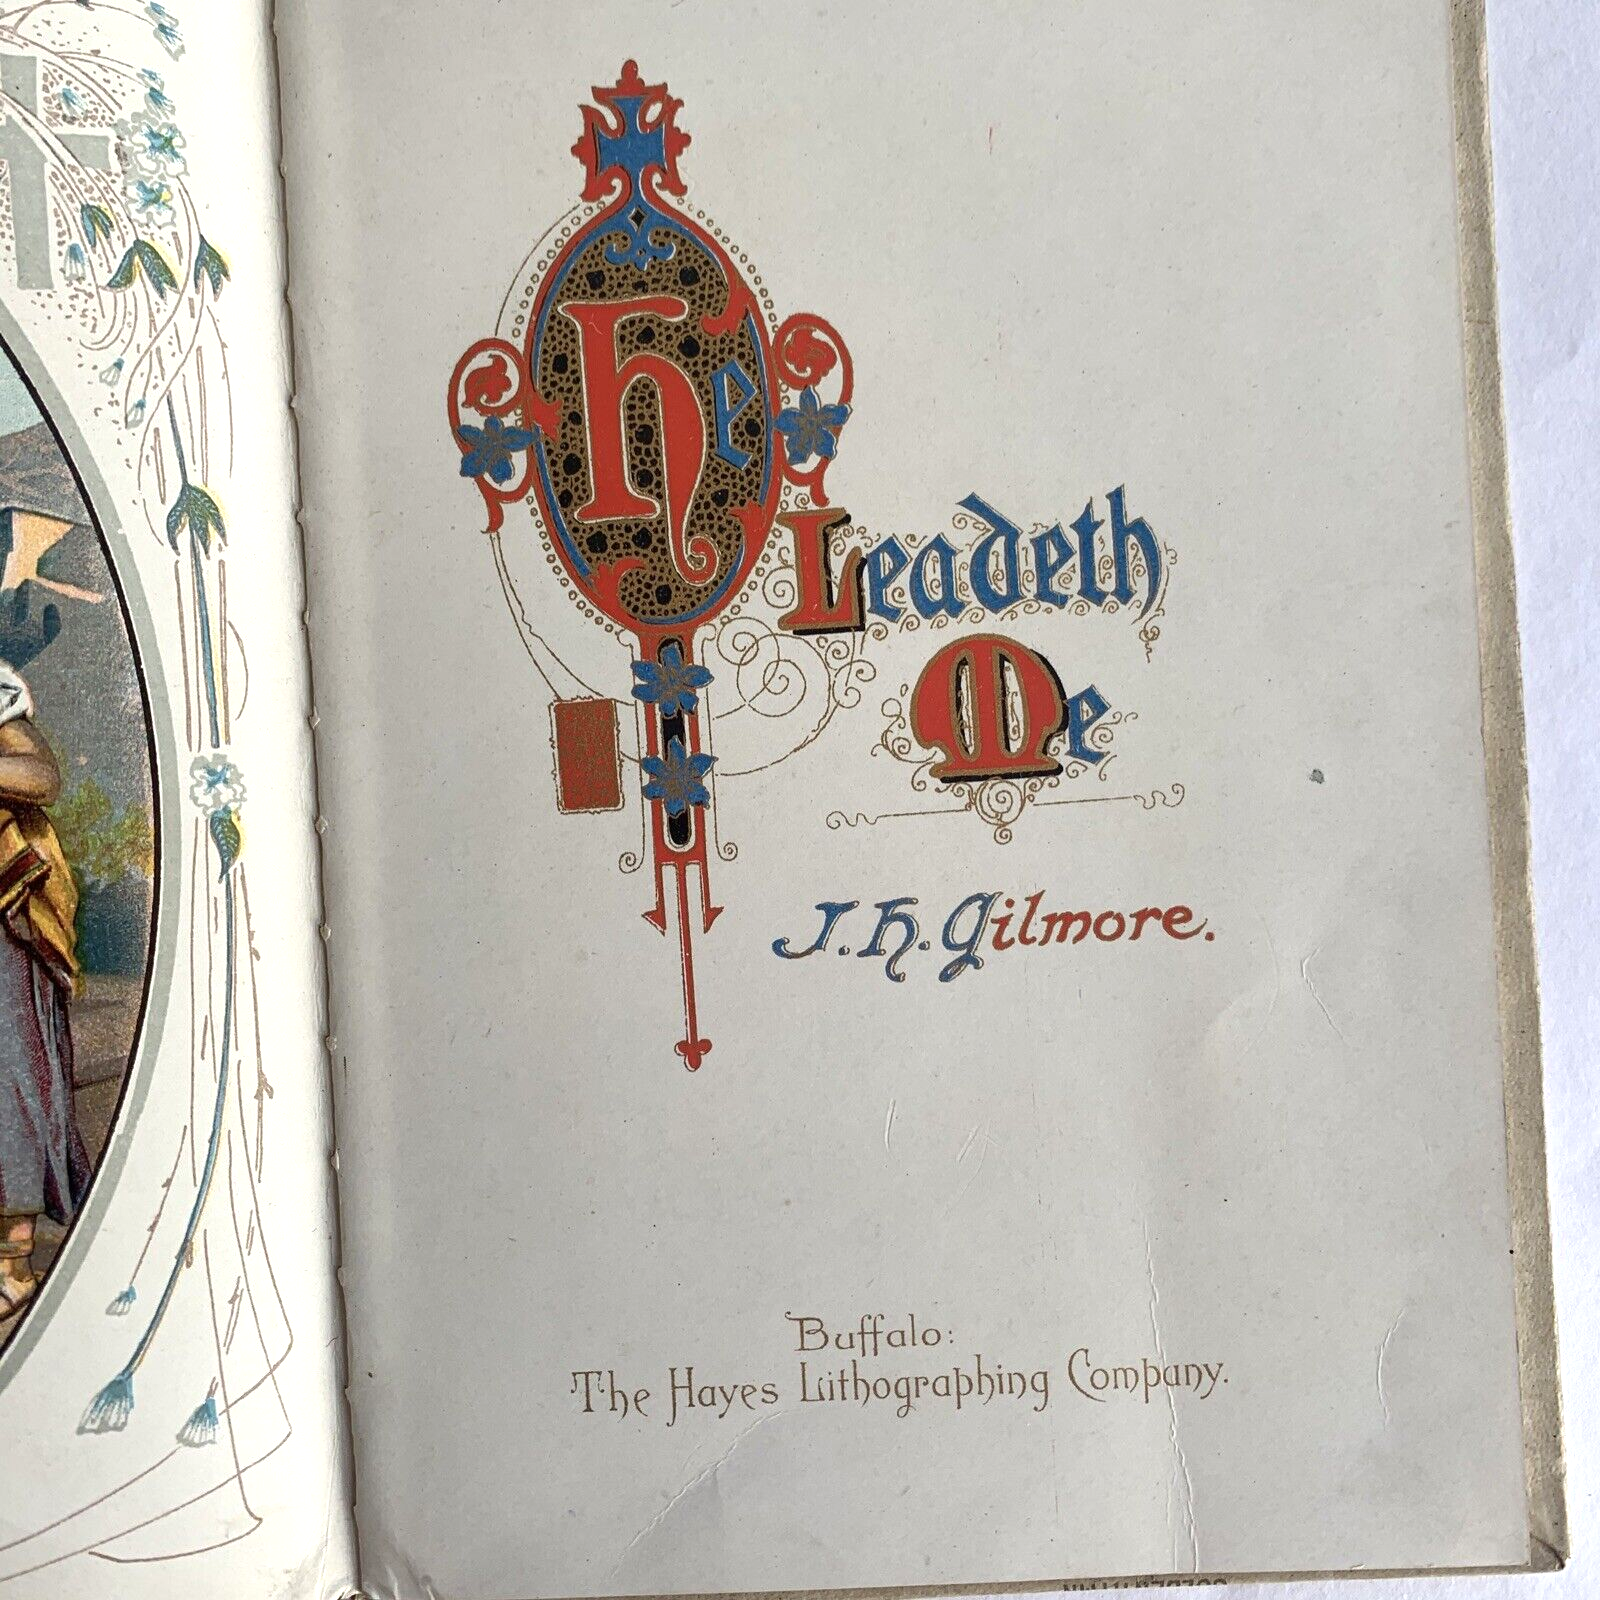 He
Leadeth
Me
J. H. Gilmore.
Buffalo:
The Hayes Lithographing Company.